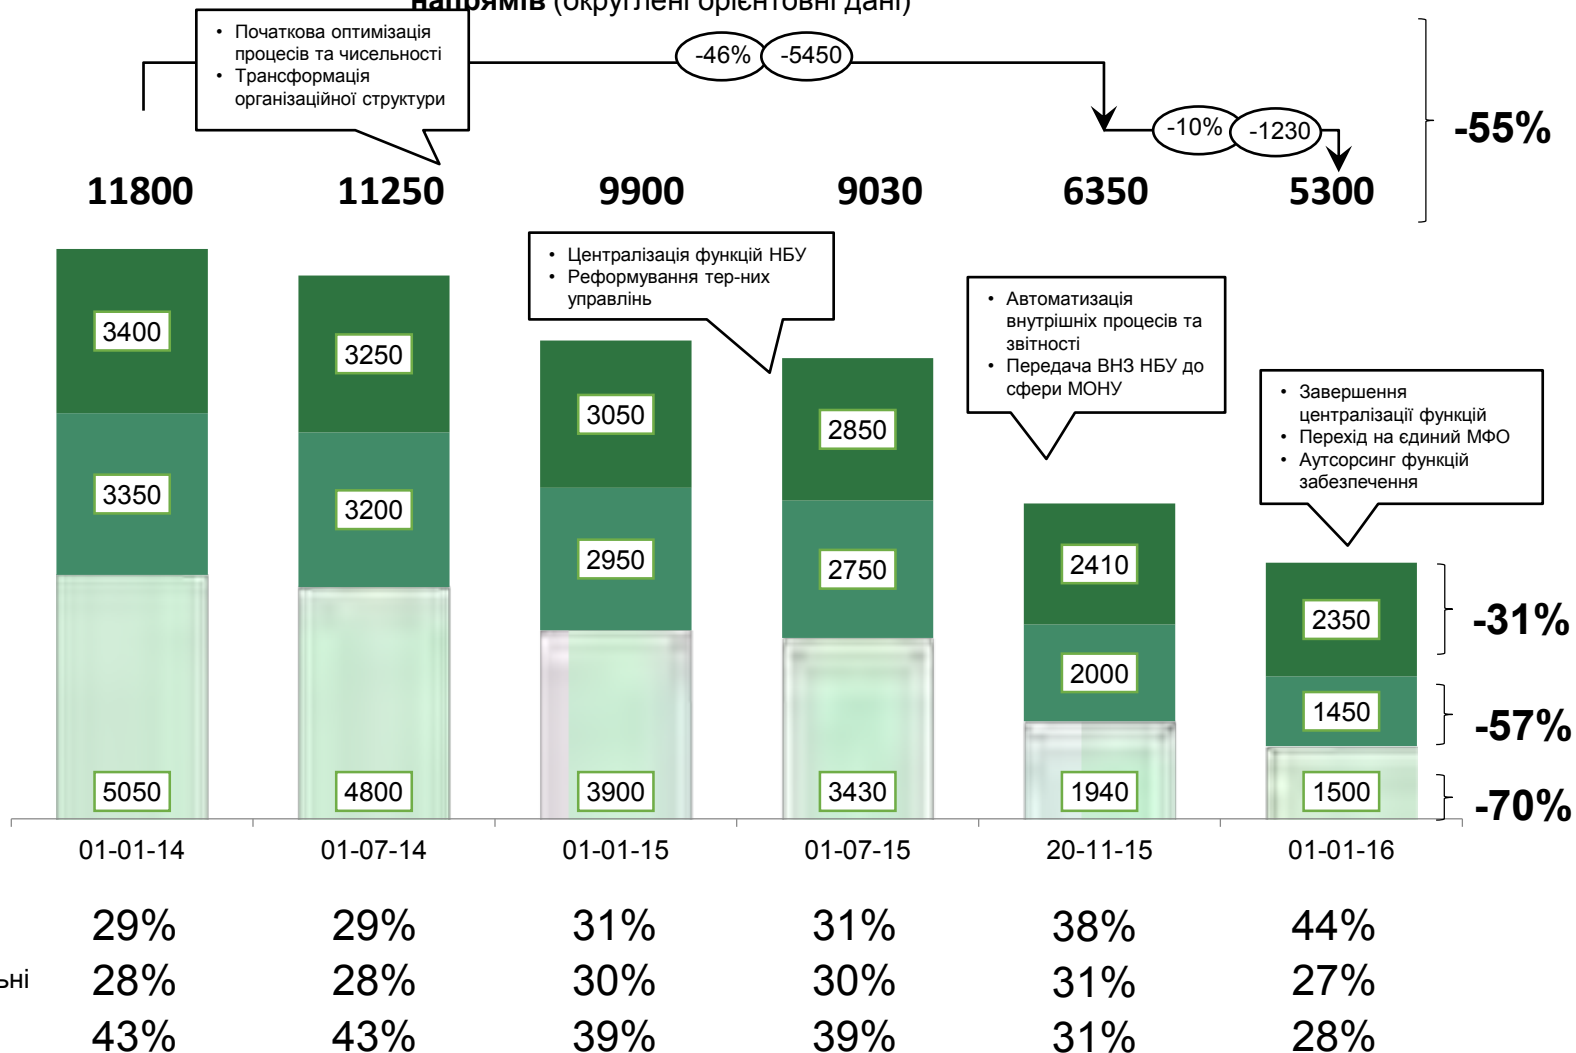 напрямів (округлені орієнтовні дані)
• Початкова оптимізація
процесів та чисельності
• Трансформація
організаційної структури
-46%
-5450
-10%
-1230
-55%
11800
11250
9900
9030
6350
5300
• Централізація функцій НБУ
• Реформування тер-них
управлінь
• Автоматизація
внутрішніх процесів та
звітності
• Передача ВНЗ НБУ до
сфери МОНУ
• Завершення
централізації функцій
• Перехід на єдиний МФО
• Аутсорсинг функцій
забезпечення
3400
3250
3050
2850
2410
2350
-31%
3350
3200
2950
2750
2000
1450
-57%
5050
4800
3900
3430
1940
1500
-70%
01-01-14
01-07-14
01-01-15
01-07-15
20-11-15
01-01-16
29%
29%
31%
31%
38%
44%
ьні
28%
28%
30%
30%
31%
27%
43%
43%
39%
39%
31%
28%